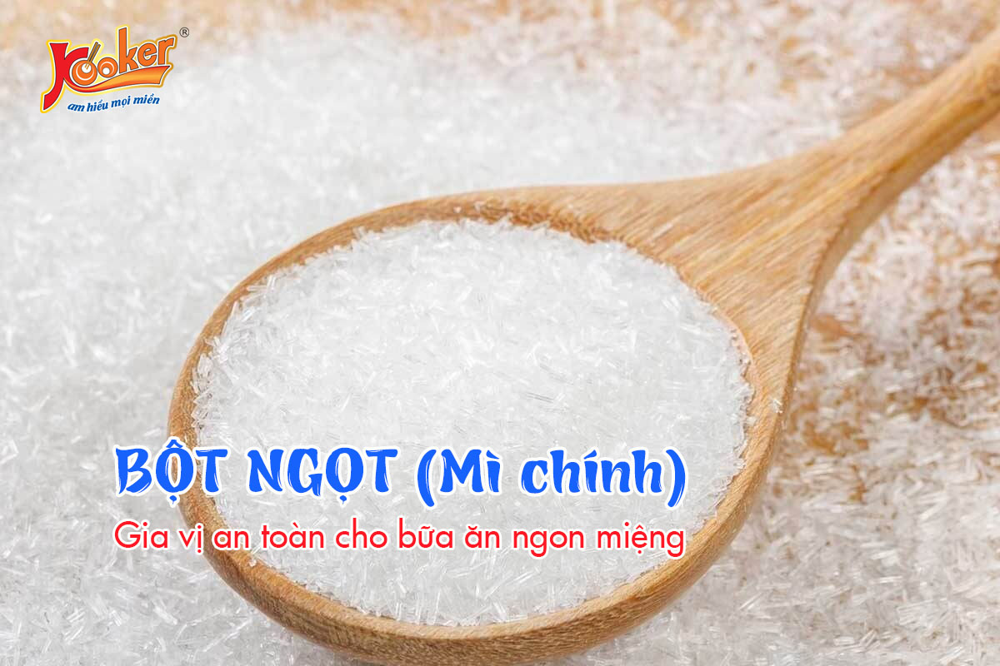 Kooker ®
am hiểu mọi miền
BỘT NGỌT (Mì chính)
Gia vị an toàn cho bữa ăn ngon miệng